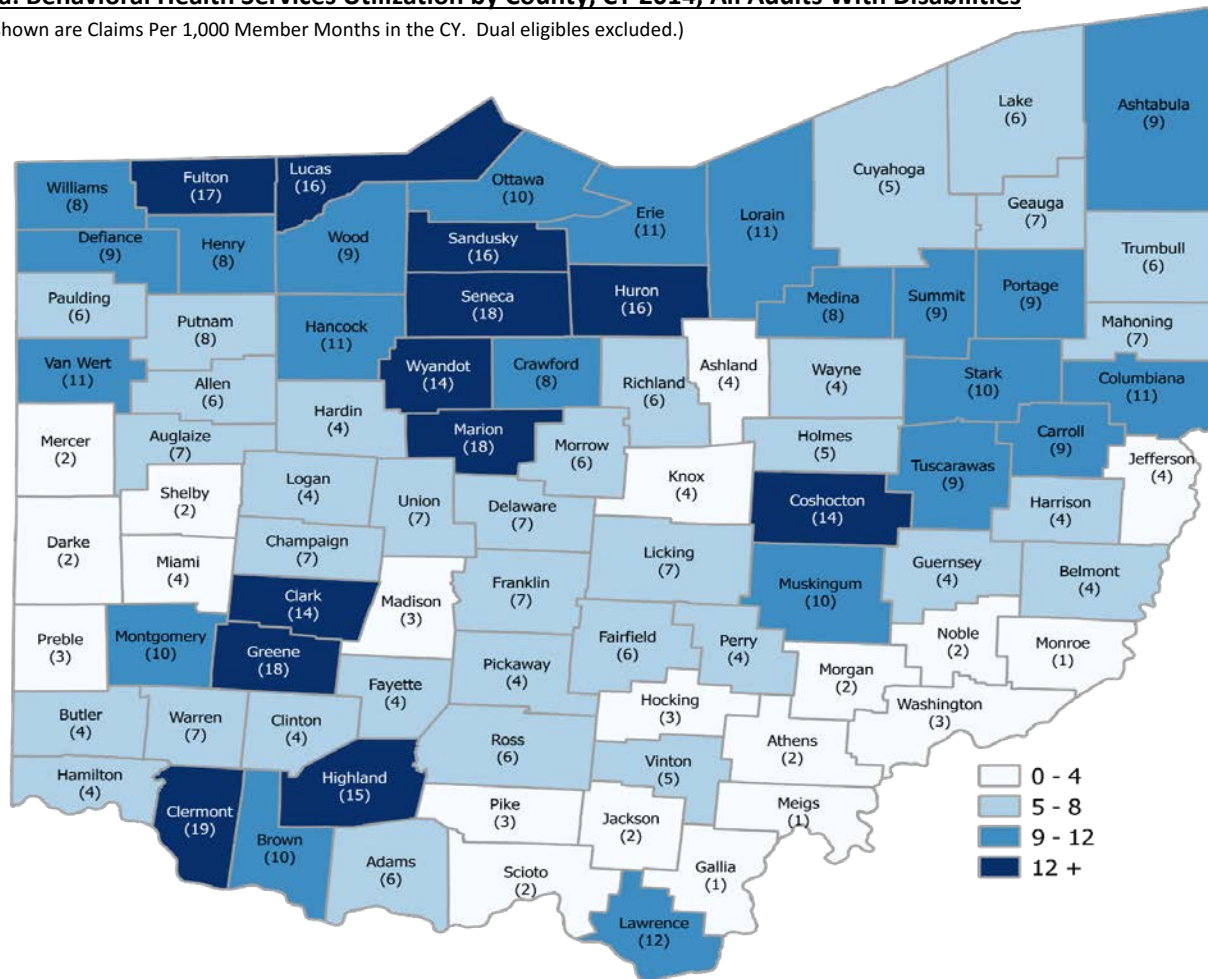 a. Behavioral Health Services Utilization by County, CY 2014, All Adults With Disabilities
shown are Claims Per 1,000 Member Months in the CY. Dual eligibles excluded.)
Lake
(6)
Ashtabula
(9)
Cuyahoga
(5)
Geauga
(7)
Trumbull
(6)
Williams
(8)
Fulton
(17)
Lucas
(16)
Ottawa
(10)
Erie
(11)
Lorain
(11)
Defiance
(9)
Henry
(8)
Wood
(9)
Sandusky
(16)
Paulding
(6)
Putnam
(8)
Hancock
(11)
Seneca
(18)
Huron
(16)
Medina
(8)
Summit
(9)
Portage
(9)
Mahoning
(7)
Van Wert
(11)
Allen
(6)
Wyandot
(14)
Crawford
(8)
Richland
(6)
Ashland
(4)
Wayne
(4)
Stark
(10)
Columbiana
(11)
Mercer
(2)
Auglaize
(7)
Hardin
(4)
Marion
(18)
Morrow
(6)
Knox
(4)
Holmes
(5)
Tuscarawas
(9)
Carroll
(9)
Jefferson
(4)
Shelby
(2)
Logan
(4)
Union
(7)
Delaware
(7)
Coshocton
(14)
Harrison
(4)
Darke
(2)
Miami
(4)
Champaign
(7)
Licking
(7)
Muskingum
(10)
Guernsey
(4)
Belmont
(4)
Clark
(14)
Madison
(3)
Franklin
(7)
Preble
(3)
Montgomery
(10)
Greene
(18)
Fayette
(4)
Pickaway
(4)
Fairfield
(6)
Perry
(4)
Morgan
(2)
Noble
(2)
Monroe
(1)
Butler
(4)
Warren
(7)
Clinton
(4)
Ross
(6)
Hocking
(3)
Athens
(2)
Washington
(3)
Hamilton
(4)
Clermont
(19)
Highland
(15)
Vinton
(5)
Brown
(10)
Adams
(6)
Pike
(3)
Jackson
(2)
Meigs
(1)
Scioto
(2)
Gallia
(1)
Lawrence
(12)
0 - 4
5 - 8
9 - 12
12 +